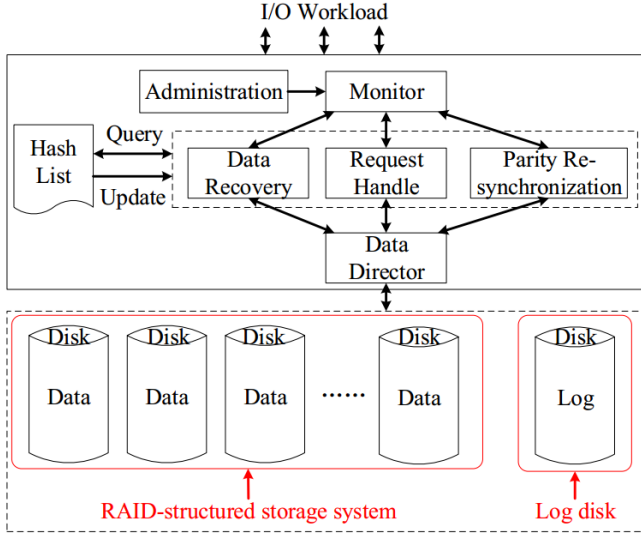 I/O Workload
Administration
Monitor
Hash
List
Query
Update
Data
Recovery
Request
Handle
Parity Re-
synchronization
Data
Director
Disk
Disk
Disk
Disk
Disk
Data
Data
Data
......
Data
Log
RAID-structured storage system
Log disk